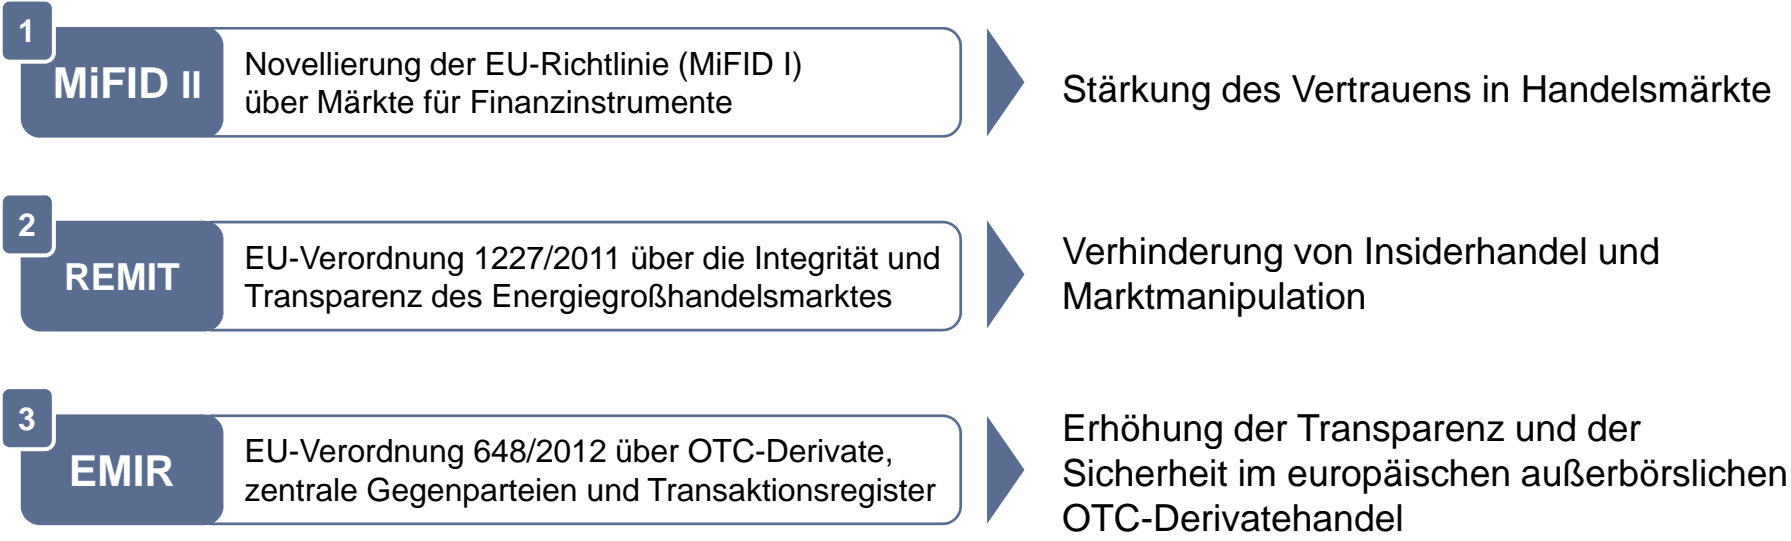 1
MiFID II
Novellierung der EU-Richtlinie (MiFID I)
über Märkte für Finanzinstrumente
Stärkung des Vertrauens in Handelsmärkte
2
REMIT
EU-Verordnung 1227/2011 über die Integrität und
Transparenz des Energiegroßhandelsmarktes
Verhinderung von Insiderhandel und
Marktmanipulation
3
EMIR
EU-Verordnung 648/2012 über OTC-Derivate,
zentrale Gegenparteien und Transaktionsregister
Erhöhung der Transparenz und der
Sicherheit im europäischen außerbörslichen
OTC-Derivatehandel